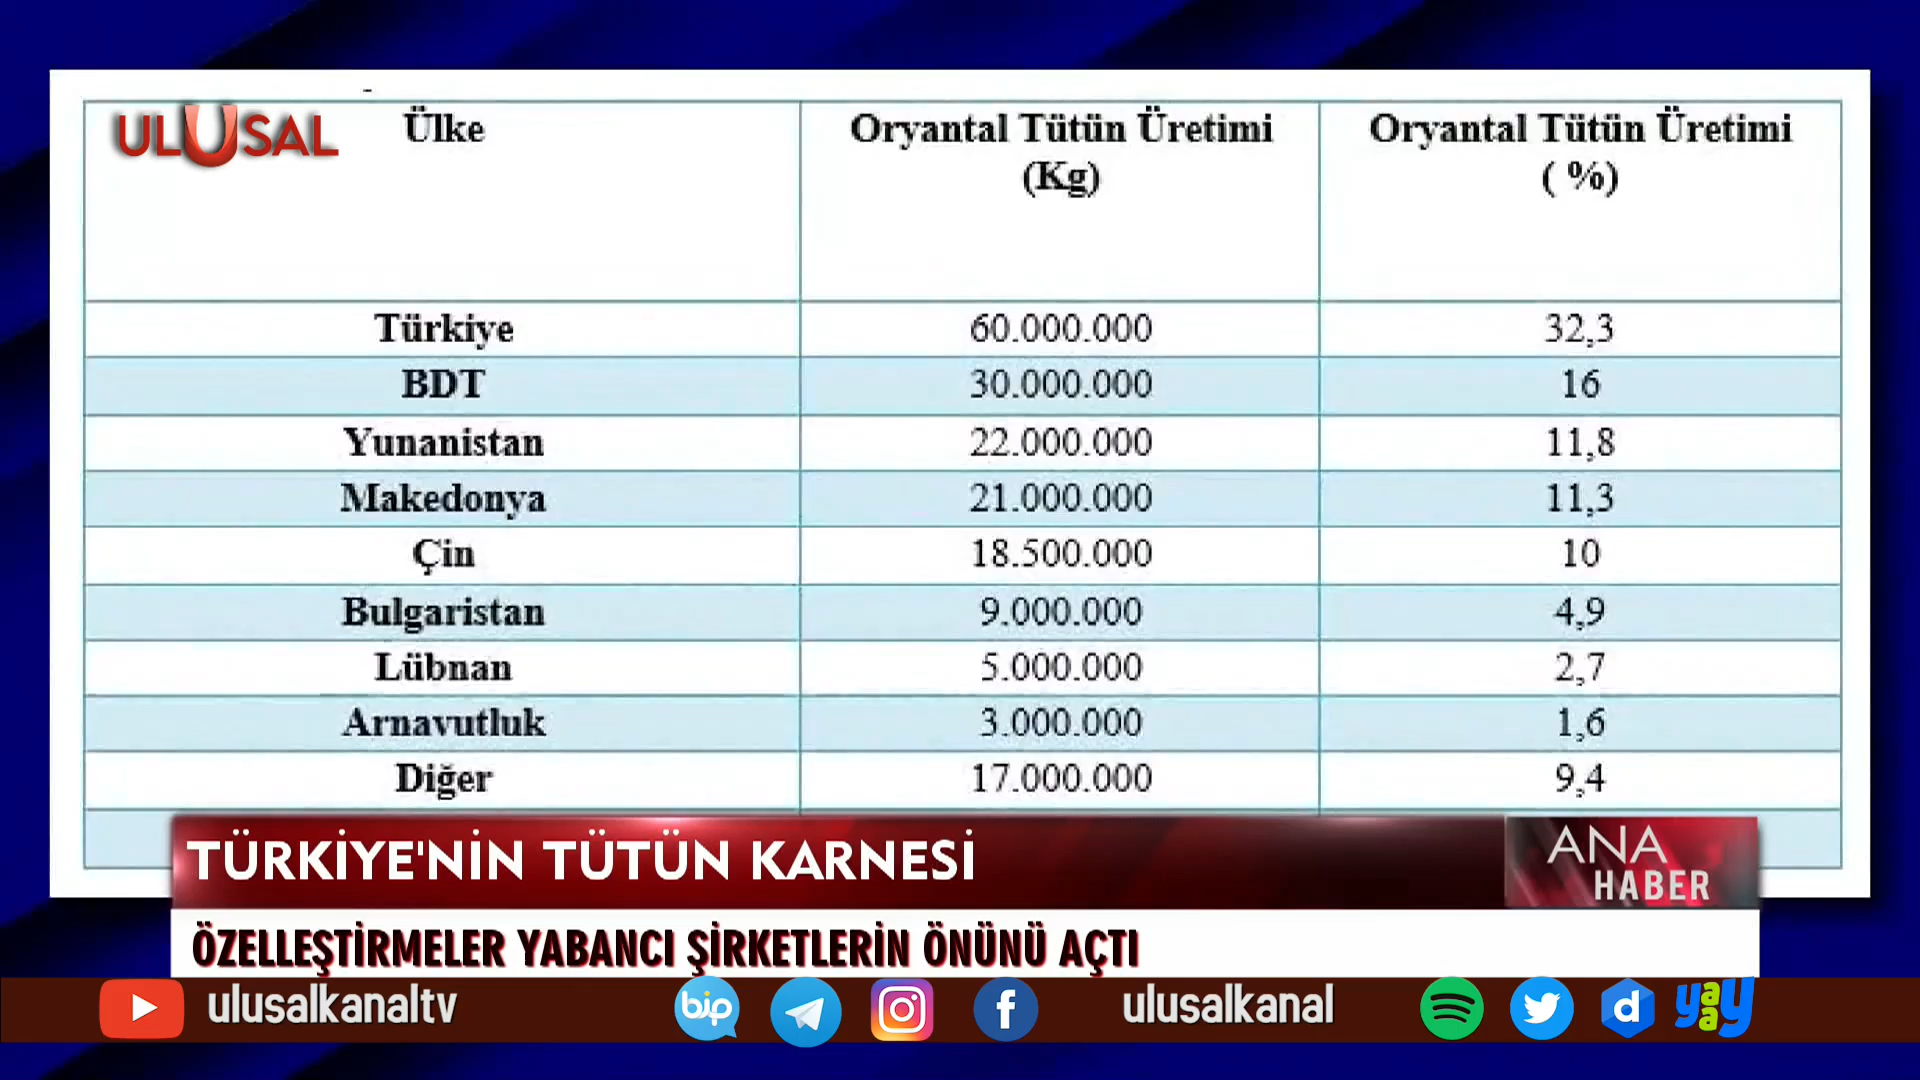 ULUSAL
Ülke Oryantal Tütün Üretimi (Kg) Oryantal Tütün Üretimi ( %)
Türkiye 60.000.000 32,3
BDT 30.000.000 16
Yunanistan 22.000.000 11,8
Makedonya 21.000.000 11,3
Çin 18.500.000 10
Bulgaristan 9.000.000 4,9
Lübnan 5.000.000 2,7
Arnavutluk 3.000.000 1,6
Diğer 17.000.000 9,4
TÜRKİYE'NİN TÜTÜN KARNESİ
ANA
HABER
ÖZELLEŞTİRMELER YABANCI ŞİRKETLERİN ÖNÜNÜ AÇTI
ulusalkanaltv bip f ulusalkanal d yaay